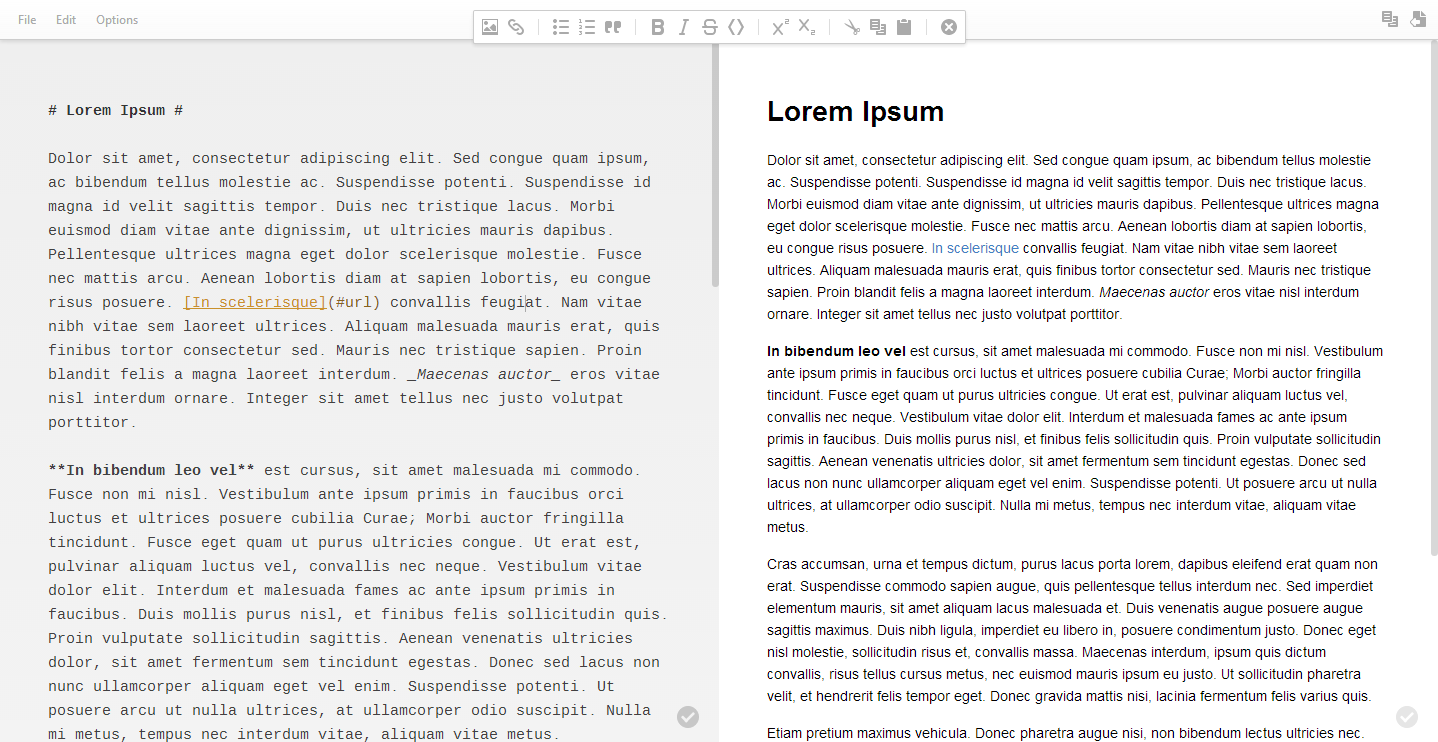 File Edit Options
# Lorem Ipsum #
Dolor sit amet, consectetur adipiscing elit. Sed congue quam ipsum,
ac bibendum tellus molestie ac. Suspendisse potenti. Suspendisse id
magna id velit sagittis tempor. Duis nec tristique lacus. Morbi
euismod diam vitae ante dignissim, ut ultricies mauris dapibus.
Pellentesque ultrices magna eget dolor scelerisque molestie. Fusce
nec mattis arcu. Aenean lobortis diam at sapien lobortis, eu congue
risus posuere. [In scelerisque](#url) convallis feugiat. Nam vitae
nibh vitae sem laoreet ultrices. Aliquam malesuada mauris erat, quis
finibus tortor consectetur sed. Mauris nec tristique sapien. Proin
blandit felis a magna laoreet interdum. _Maecenas auctor_ eros vitae
nisl interdum ornare. Integer sit amet tellus nec justo volutpat
porttitor.
**In bibendum leo vel** est cursus, sit amet malesuada mi commodo.
Fusce non mi nisl. Vestibulum ante ipsum primis in faucibus orci
luctus et ultrices posuere cubilia Curae; Morbi auctor fringilla
tincidunt. Fusce eget quam ut purus ultricies congue. Ut erat est,
pulvinar aliquam luctus vel, convallis nec neque. Vestibulum vitae
dolor elit. Interdum et malesuada fames ac ante ipsum primis in
faucibus. Duis mollis purus nisl, et finibus felis sollicitudin quis.
Proin vulputate sollicitudin sagittis. Aenean venenatis ultricies
dolor, sit amet fermentum sem tincidunt egestas. Donec sed lacus non
nunc ullamcorper aliquam eget vel enim. Suspendisse potenti. Ut
posuere arcu ut nulla ultrices, at ullamcorper odio suscipit. Nulla
mi metus, tempus nec interdum vitae, aliquam vitae metus.
Lorem Ipsum
Dolor sit amet, consectetur adipiscing elit. Sed congue quam ipsum, ac bibendum tellus molestie
ac. Suspendisse potenti. Suspendisse id magna id velit sagittis tempor. Duis nec tristique lacus.
Morbi euismod diam vitae ante dignissim, ut ultricies mauris dapibus. Pellentesque ultrices magna
eget dolor scelerisque molestie. Fusce nec mattis arcu. Aenean lobortis diam at sapien lobortis,
eu congue risus posuere. In scelerisque convallis feugiat. Nam vitae nibh vitae sem laoreet
ultrices. Aliquam malesuada mauris erat, quis finibus tortor consectetur sed. Mauris nec tristique
sapien. Proin blandit felis a magna laoreet interdum. Maecenas auctor eros vitae nisl interdum
ornare. Integer sit amet tellus nec justo volutpat porttitor.
In bibendum leo vel est cursus, sit amet malesuada mi commodo. Fusce non mi nisl. Vestibulum
ante ipsum primis in faucibus orci luctus et ultrices posuere cubilia Curae; Morbi auctor fringilla
tincidunt. Fusce eget quam ut purus ultricies congue. Ut erat est, pulvinar aliquam luctus vel,
convallis nec neque. Vestibulum vitae dolor elit. Interdum et malesuada fames ac ante ipsum
primis in faucibus. Duis mollis purus nisl, et finibus felis sollicitudin quis. Proin vulputate sollicitudin
sagittis. Aenean venenatis ultricies dolor, sit amet fermentum sem tincidunt egestas. Donec sed
lacus non nunc ullamcorper aliquam eget vel enim. Suspendisse potenti. Ut posuere arcu ut nulla
ultrices, at ullamcorper odio suscipit. Nulla mi metus, tempus nec interdum vitae, aliquam vitae
metus.
Cras accumsan, urna et tempus dictum, purus lacus porta lorem, dapibus eleifend erat quam non
erat. Suspendisse commodo sapien augue, quis pellentesque tellus interdum nec. Sed imperdiet
elementum mauris, sit amet aliquam lacus malesuada et. Duis venenatis augue posuere augue
sagittis maximus. Duis nibh ligula, imperdiet eu libero in, posuere condimentum justo. Donec eget
nisl molestie, sollicitudin risus et, convallis massa. Maecenas interdum, ipsum quis dictum
convallis, risus tellus cursus metus, nec euismod mauris ipsum eu justo. Ut sollicitudin pharetra
velit, et hendrerit felis tempor eget. Donec gravida mattis nisi, lacinia fermentum felis varius quis.
Etiam pretium maximus vehicula. Donec pharetra augue nisi, non bibendum lectus ultricies nec.